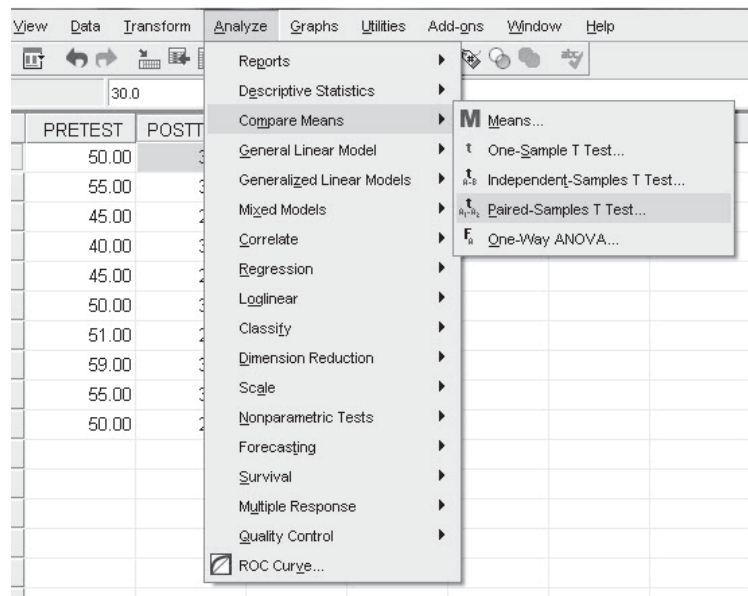 View Data Transform Analyze Graphs Utilities Add-ons Window Help
30.0
PRETEST
50.00
55.00
45.00
40.00
45.00
50.00
51.00
59.00
55.00
50.00
Reports
Descriptive Statistics
Compare Means
General Linear Model
Generalized Linear Models
Mixed Models
Correlate
Regression
Loglinear
Classify
Dimension Reduction
Scale
Nonparametric Tests
Forecasting
Survival
Multiple Response
Quality Control
ROC Curve...
M Means...
t One-Sample T Test...
Independent-Samples T Test...
Paired-Samples T Test...
One-Way ANOVA...